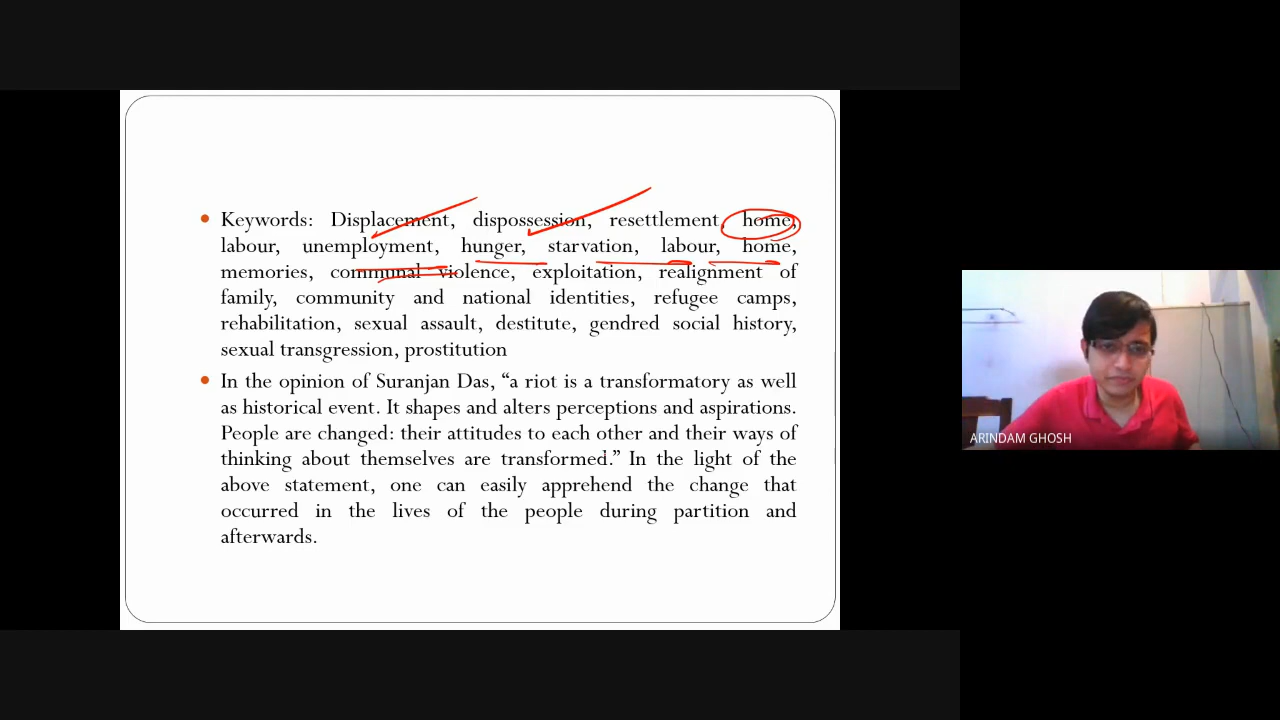 Keywords: Displacement, dispossession, resettlement, home,
labour, unemployment, hunger, starvation, labour, home,
memories, communal violence, exploitation, realignment of
family, community and national identities, refugee camps,
rehabilitation, sexual assault, destitute, gendred social history,
sexual transgression, prostitution
In the opinion of Suranjan Das, “a riot is a transformatory as well
as historical event. It shapes and alters perceptions and aspirations.
People are changed: their attitudes to each other and their ways of
thinking about themselves are transformed.” In the light of the
above statement, one can easily apprehend the change that
occurred in the lives of the people during partition and
afterwards.
ARINDAM GHOSH